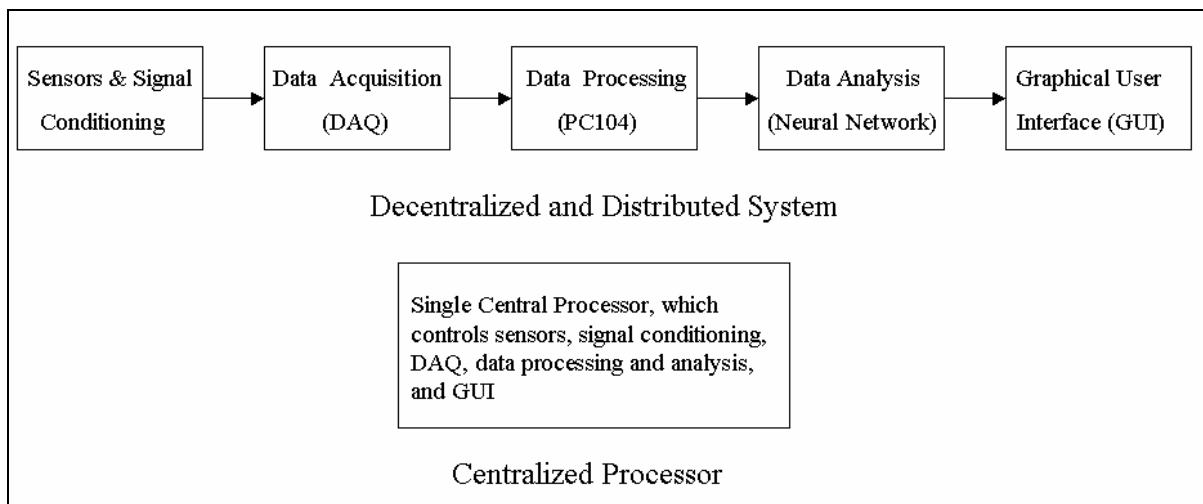 Sensors & Signal
Conditioning
Data Acquisition
(DAQ)
Data Processing
(PC104)
Data Analysis
(Neural Network)
Graphical User
Interface (GUI)
Decentralized and Distributed System
Single Central Processor, which
controls sensors, signal conditioning,
DAQ, data processing and analysis,
and GUI
Centralized Processor